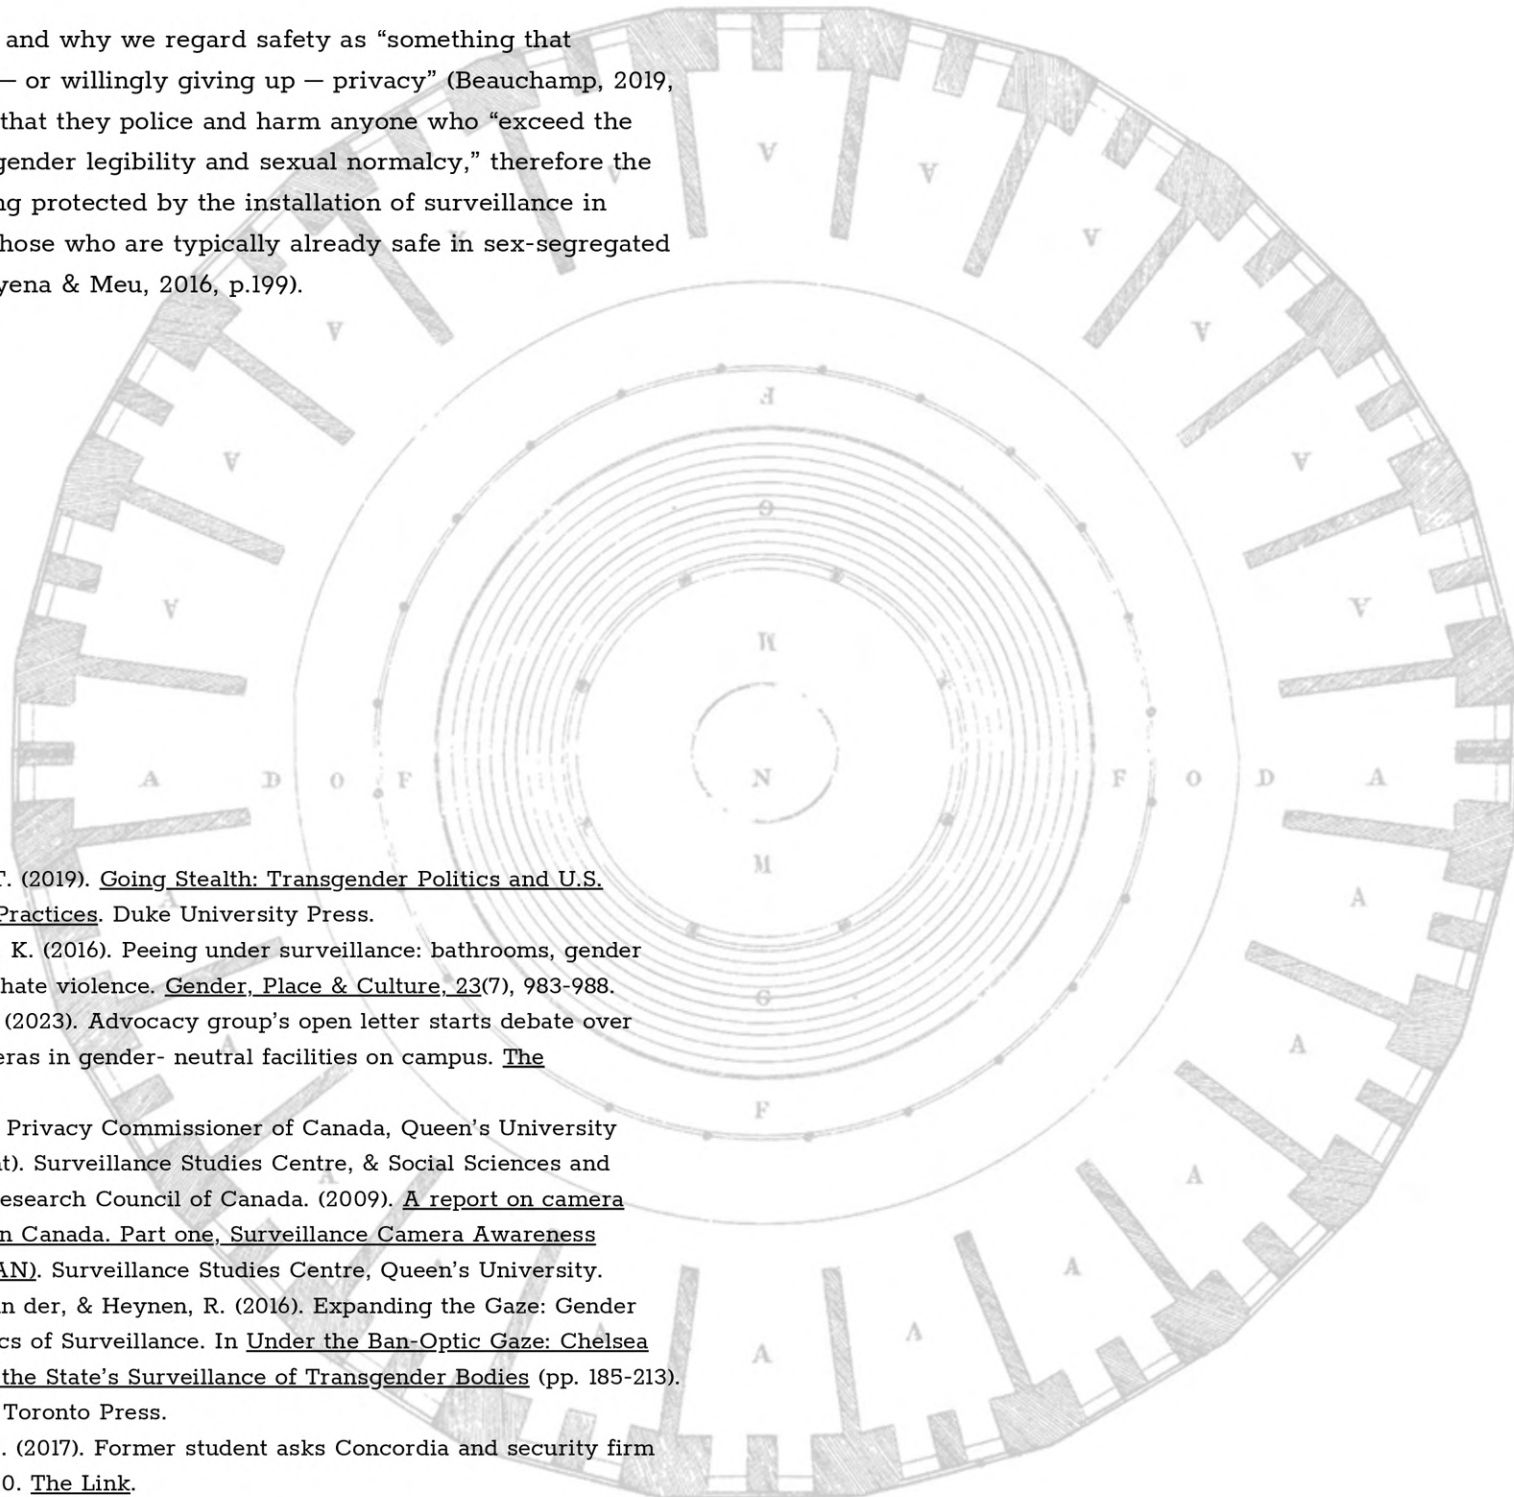 and why we regard safety as “something that
— or willingly giving up — privacy” (Beauchamp, 2019,
that they police and harm anyone who “exceed the
gender legibility and sexual normalcy,” therefore the
ng protected by the installation of surveillance in
hose who are typically already safe in sex-segregated
yena & Meu, 2016, p.199).
A A A A A A A A A A A A A
F
G
M
A D O F N F O D A
M
G
F
A A A A A A A A A A A
T. (2019). Going Stealth: Transgender Politics and U.S.
Practices. Duke University Press.
K. (2016). Peeing under surveillance: bathrooms, gender
hate violence. Gender, Place & Culture, 23(7), 983-988.
(2023). Advocacy group’s open letter starts debate over
eras in gender- neutral facilities on campus. The
Privacy Commissioner of Canada, Queen’s University
nt). Surveillance Studies Centre, & Social Sciences and
esearch Council of Canada. (2009). A report on camera
n Canada. Part one, Surveillance Camera Awareness
AN). Surveillance Studies Centre, Queen’s University.
n der, & Heynen, R. (2016). Expanding the Gaze: Gender
cs of Surveillance. In Under the Ban-Optic Gaze: Chelsea
the State’s Surveillance of Transgender Bodies (pp. 185-213).
Toronto Press.
. (2017). Former student asks Concordia and security firm
0. The Link.